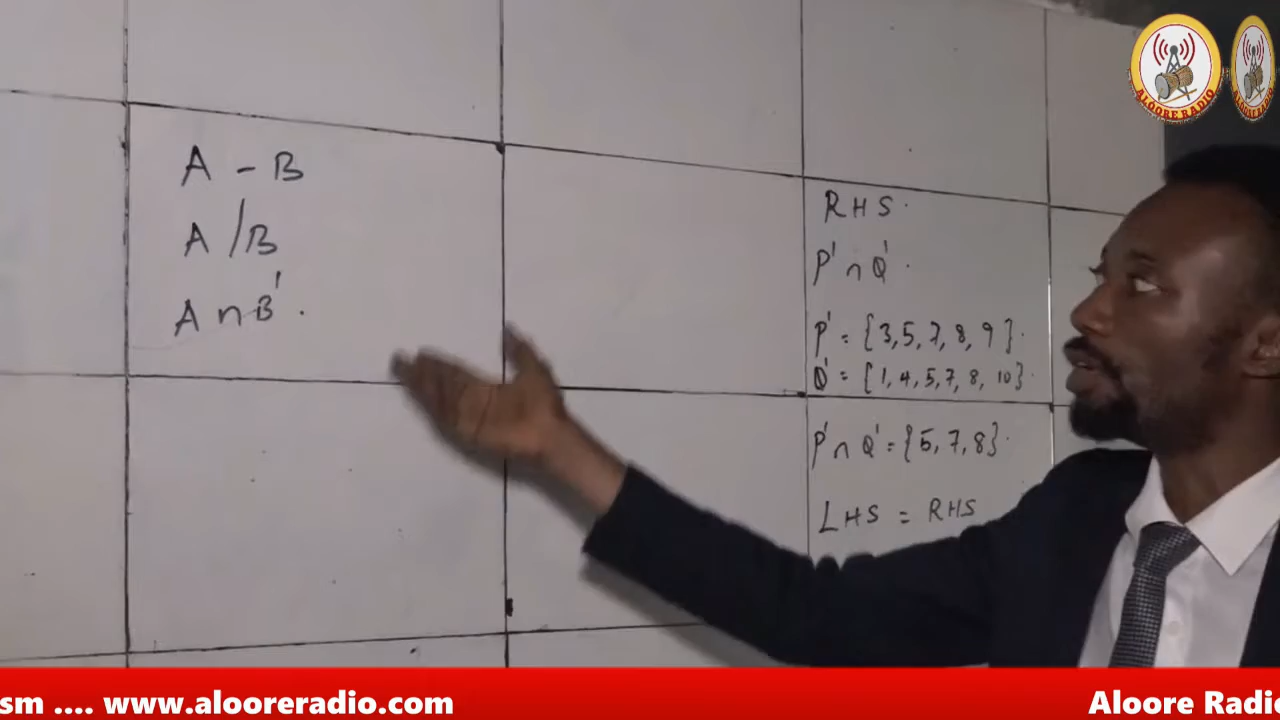 A - B
A / B
A ∩ B'.
RHS.
P' ∩ Q'.
P' = {3, 5, 7, 8, 9}.
Q' = {1, 4, 5, 7, 8, 10}.
P' ∩ Q' = {5, 7, 8}.
LHS = RHS
ALOORE RADIO
sm .... www.alooreradio.com
Aloore Radi